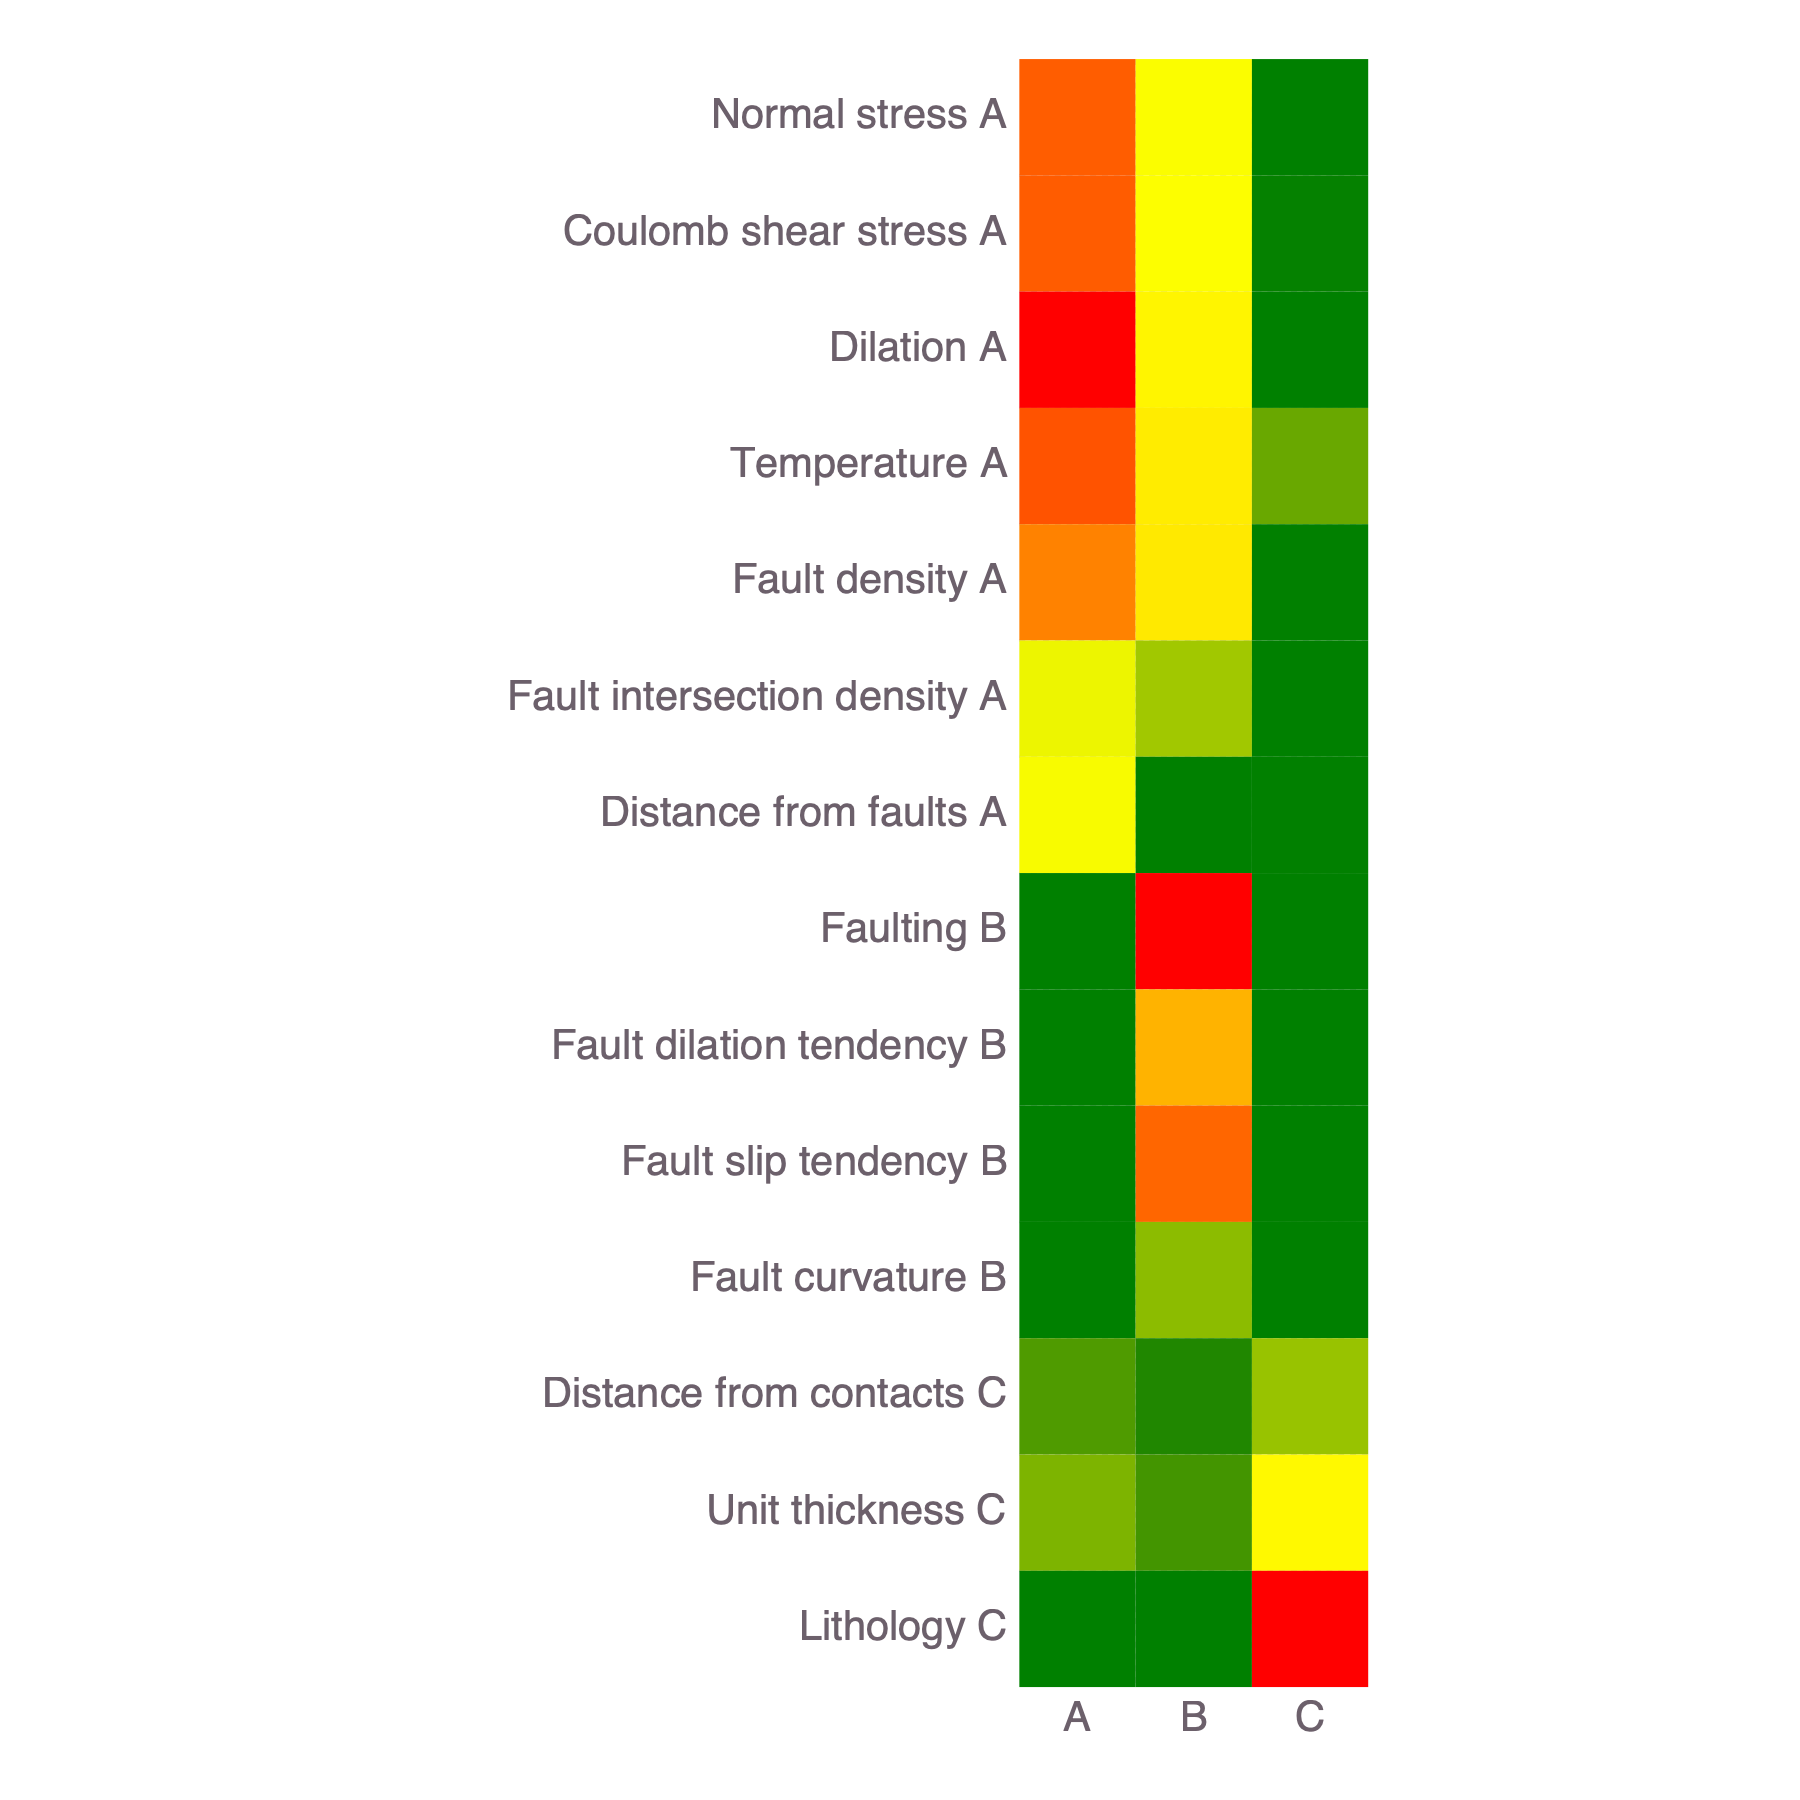 Normal stress A
Coulomb shear stress A
Dilation A
Temperature A
Fault density A
Fault intersection density A
Distance from faults A
Faulting B
Fault dilation tendency B
Fault slip tendency B
Fault curvature B
Distance from contacts C
Unit thickness C
Lithology C
A B C